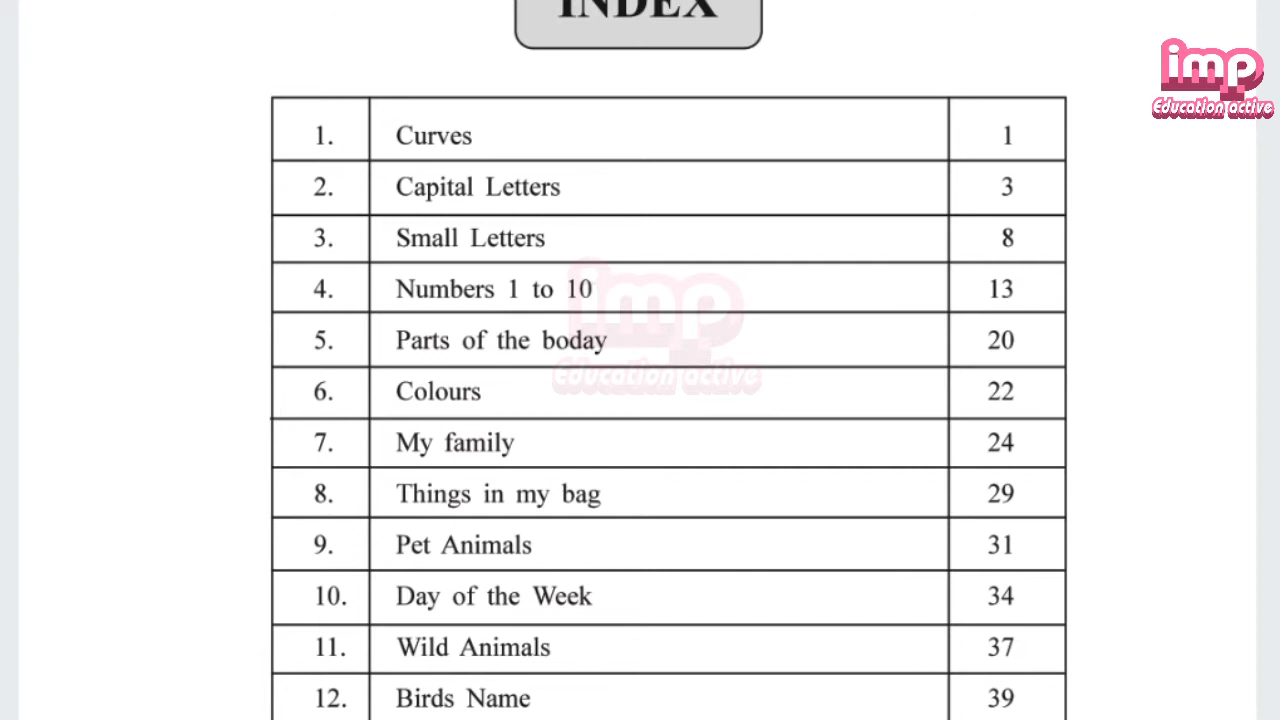 INDEX
imp
Education active
1. Curves 1
2. Capital Letters 3
3. Small Letters 8
4. Numbers 1 to 10 13
5. Parts of the boday 20
6. Colours 22
7. My family 24
8. Things in my bag 29
9. Pet Animals 31
10. Day of the Week 34
11. Wild Animals 37
12. Birds Name 39
imp
Education active